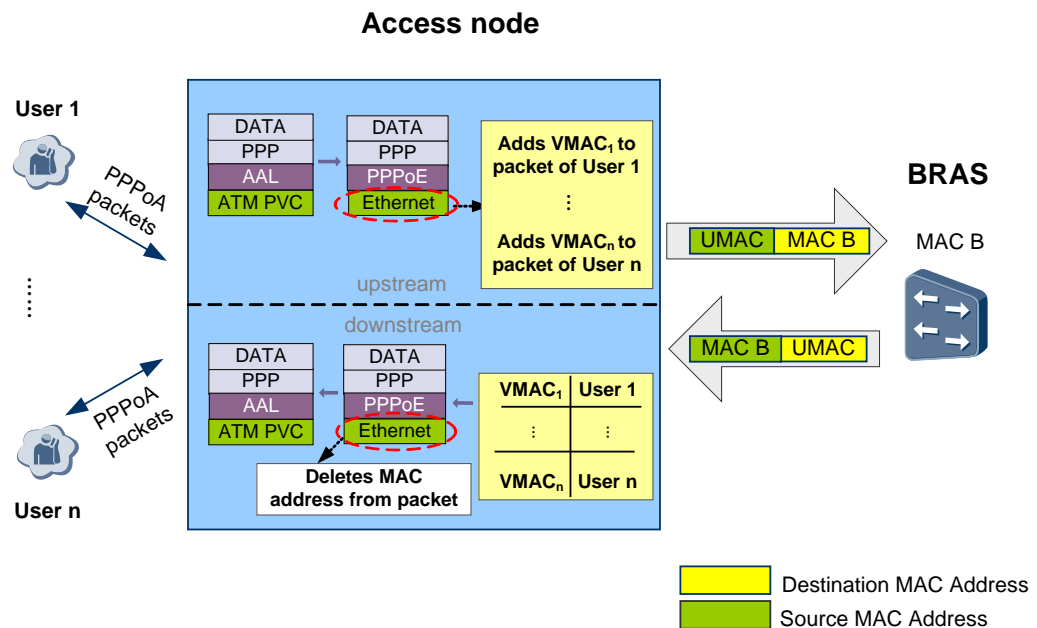 Access node
User 1
PPPoA
packets
DATA
PPP
AAL
ATM PVC
DATA
PPP
PPPoE
Ethernet
Adds VMAC1 to
packet of User 1
⋮
Adds VMACn to
packet of User n
upstream
BRAS
UMAC
MAC B
MAC B
......
downstream
MAC B
UMAC
PPPoA
packets
User n
DATA
PPP
AAL
ATM PVC
DATA
PPP
PPPoE
Ethernet
Deletes MAC
address from packet
VMAC1 User 1
⋮ ⋮
VMACn User n
Destination MAC Address
Source MAC Address